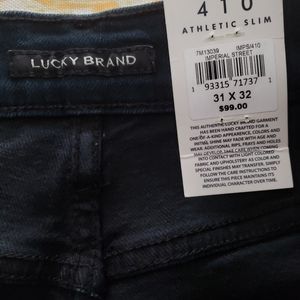 LUCKY BRAND
410
ATHLETIC SLIM
7M13039 IMPS/410
IMPERIAL STREET
1 93315 71737 1
31 X 32
$99.00
THIS AUTHENTIC LUCKY BRAND GARMENT
HAS BEEN HAND CRAFTED FOR A
ONE-OF-A-KIND APPEARANCE. COLORS AND
INITIAL SHINE MAY FADE WITH AGE AND
WEAR. ADDITIONAL RIPS, FRAYS AND HOLES
MAY DEVELOP. TAKE CARE WHEN COMING
INTO CONTACT WITH LIGHT COLORED
FABRIC AND UPHOLSTERY AS COLOR AND
SPECIAL FINISHES MAY TRANSFER. SIMPLY
FOLLOW THE CARE INSTRUCTIONS TO
ENSURE THIS PIECE MAINTAINS ITS
INDIVIDUAL CHARACTER OVER TIME.